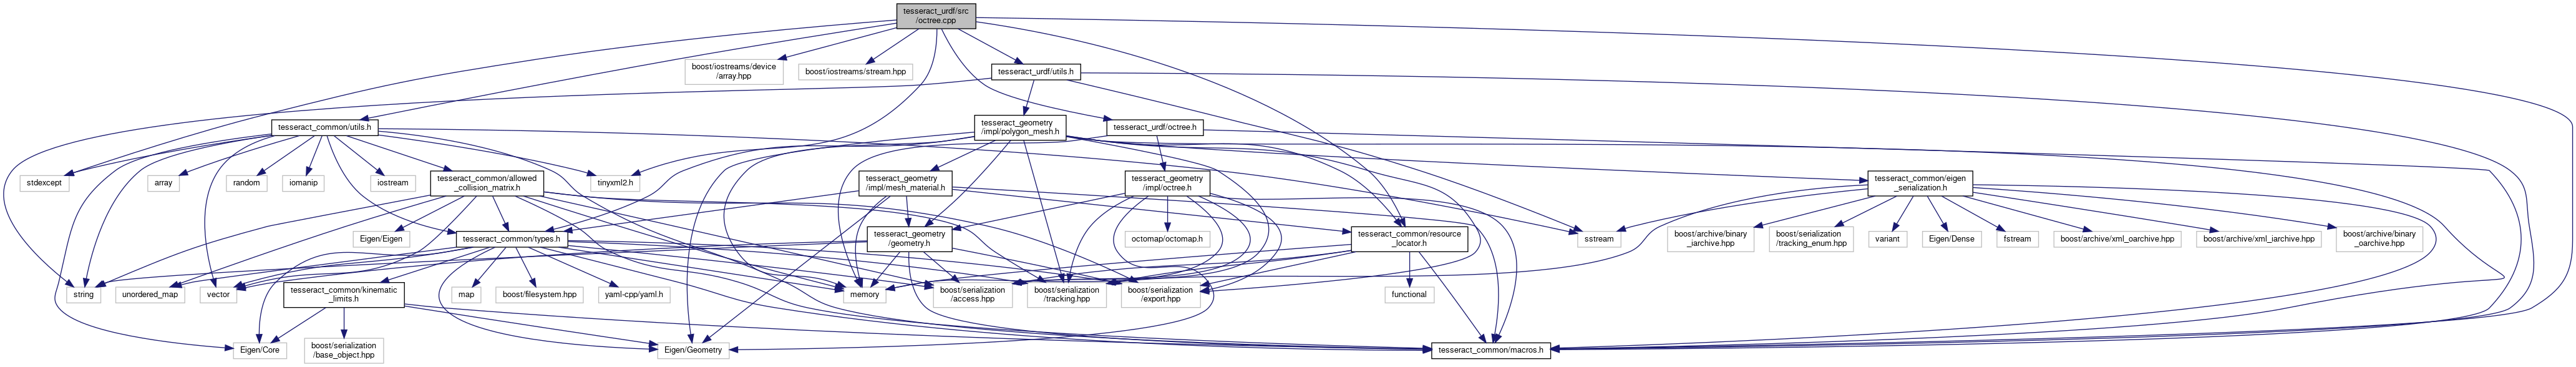 tesseract_urdf/src
/octree.cpp
boost/iostreams/device
/array.hpp
boost/iostreams/stream.hpp
tesseract_urdf/utils.h
tesseract_common/utils.h
tesseract_geometry
/impl/polygon_mesh.h
tesseract_urdf/octree.h
stdexcept
array
random
iomanip
iostream
tesseract_common/allowed
_collision_matrix.h
tinyxml2.h
tesseract_geometry
/impl/mesh_material.h
tesseract_geometry
/impl/octree.h
tesseract_common/eigen
_serialization.h
Eigen/Eigen
tesseract_common/types.h
tesseract_geometry
/geometry.h
octomap/octomap.h
tesseract_common/resource
_locator.h
sstream
boost/archive/binary
_iarchive.hpp
boost/serialization
/tracking_enum.hpp
variant
Eigen/Dense
fstream
boost/archive/xml_oarchive.hpp
boost/archive/xml_iarchive.hpp
boost/archive/binary
_oarchive.hpp
string
unordered_map
vector
tesseract_common/kinematic
_limits.h
map
boost/filesystem.hpp
yaml-cpp/yaml.h
memory
boost/serialization
/access.hpp
boost/serialization
/tracking.hpp
boost/serialization
/export.hpp
functional
Eigen/Core
boost/serialization
/base_object.hpp
Eigen/Geometry
tesseract_common/macros.h